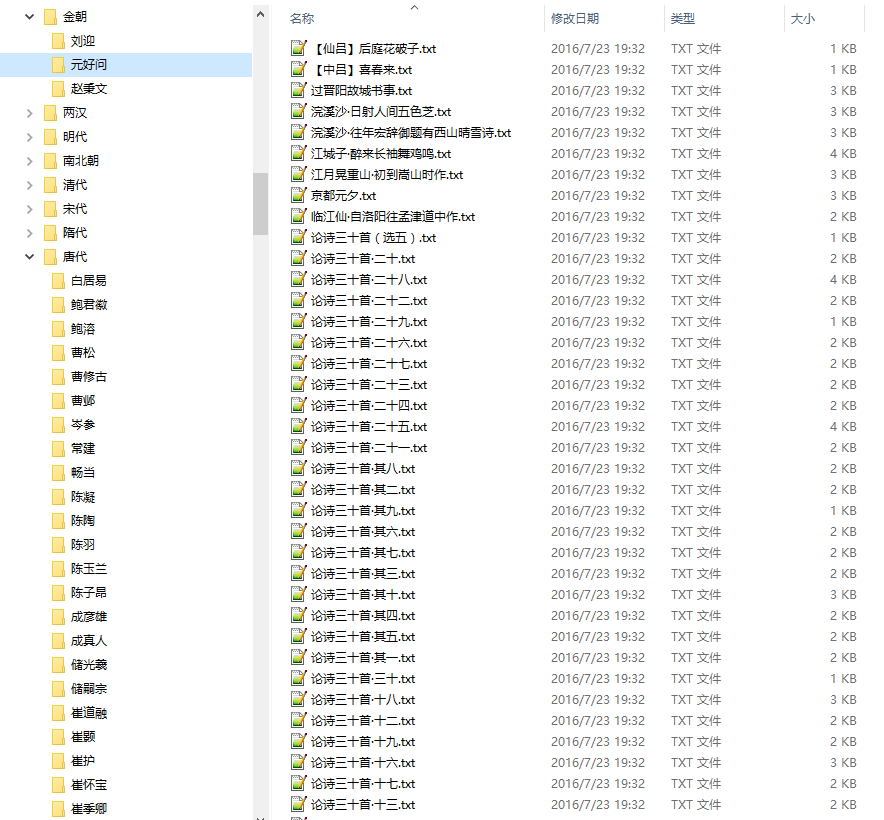 金朝
刘迎
元好问
赵秉文
两汉
明代
南北朝
清代
宋代
隋代
唐代
白居易
鲍君徽
鲍溶
曹松
曹修古
曹邺
岑参
常建
畅当
陈凝
陈陶
陈羽
陈玉兰
陈子昂
成彦雄
成真人
储光羲
储嗣宗
崔道融
崔颢
崔护
崔怀宝
崔季卿
名称 修改日期 类型 大小
【仙吕】后庭花破子.txt 2016/7/23 19:32 TXT 文件 1 KB
【中吕】喜春来.txt 2016/7/23 19:32 TXT 文件 1 KB
过晋阳故城书事.txt 2016/7/23 19:32 TXT 文件 3 KB
浣溪沙·日射人间五色芝.txt 2016/7/23 19:32 TXT 文件 3 KB
浣溪沙·往年宏辞御题有西山晴雪诗.txt 2016/7/23 19:32 TXT 文件 3 KB
江城子·醉来长袖舞鸡鸣.txt 2016/7/23 19:32 TXT 文件 4 KB
江月晃重山·初到嵩山时作.txt 2016/7/23 19:32 TXT 文件 3 KB
京都元夕.txt 2016/7/23 19:32 TXT 文件 3 KB
临江仙·自洛阳往孟津道中作.txt 2016/7/23 19:32 TXT 文件 2 KB
论诗三十首（选五）.txt 2016/7/23 19:32 TXT 文件 1 KB
论诗三十首·二十.txt 2016/7/23 19:32 TXT 文件 2 KB
论诗三十首·二十八.txt 2016/7/23 19:32 TXT 文件 4 KB
论诗三十首·二十二.txt 2016/7/23 19:32 TXT 文件 2 KB
论诗三十首·二十九.txt 2016/7/23 19:32 TXT 文件 1 KB
论诗三十首·二十六.txt 2016/7/23 19:32 TXT 文件 2 KB
论诗三十首·二十七.txt 2016/7/23 19:32 TXT 文件 2 KB
论诗三十首·二十三.txt 2016/7/23 19:32 TXT 文件 2 KB
论诗三十首·二十四.txt 2016/7/23 19:32 TXT 文件 2 KB
论诗三十首·二十五.txt 2016/7/23 19:32 TXT 文件 4 KB
论诗三十首·二十一.txt 2016/7/23 19:32 TXT 文件 2 KB
论诗三十首·其八.txt 2016/7/23 19:32 TXT 文件 2 KB
论诗三十首·其二.txt 2016/7/23 19:32 TXT 文件 2 KB
论诗三十首·其九.txt 2016/7/23 19:32 TXT 文件 1 KB
论诗三十首·其六.txt 2016/7/23 19:32 TXT 文件 2 KB
论诗三十首·其七.txt 2016/7/23 19:32 TXT 文件 2 KB
论诗三十首·其三.txt 2016/7/23 19:32 TXT 文件 2 KB
论诗三十首·其十.txt 2016/7/23 19:32 TXT 文件 3 KB
论诗三十首·其四.txt 2016/7/23 19:32 TXT 文件 2 KB
论诗三十首·其五.txt 2016/7/23 19:32 TXT 文件 2 KB
论诗三十首·其一.txt 2016/7/23 19:32 TXT 文件 2 KB
论诗三十首·三十.txt 2016/7/23 19:32 TXT 文件 1 KB
论诗三十首·十八.txt 2016/7/23 19:32 TXT 文件 3 KB
论诗三十首·十二.txt 2016/7/23 19:32 TXT 文件 2 KB
论诗三十首·十九.txt 2016/7/23 19:32 TXT 文件 2 KB
论诗三十首·十六.txt 2016/7/23 19:32 TXT 文件 3 KB
论诗三十首·十七.txt 2016/7/23 19:32 TXT 文件 2 KB
论诗三十首·十三.txt 2016/7/23 19:32 TXT 文件 2 KB